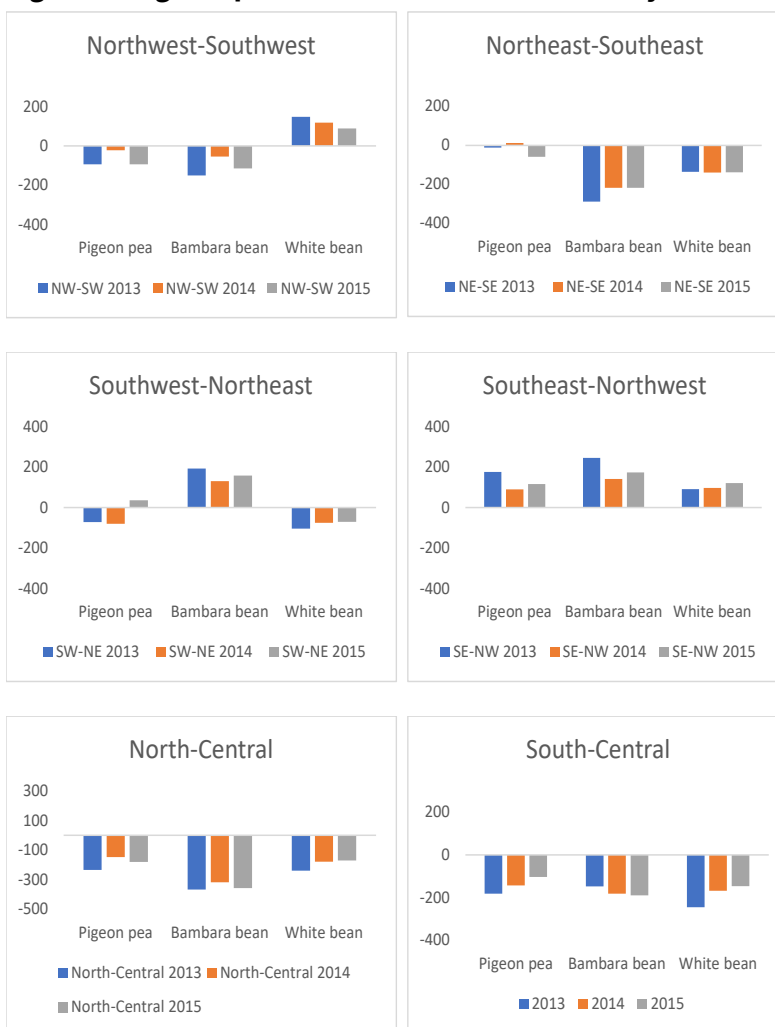 Northwest-Southwest
200
0
-200
-400
Pigeon pea Bambara bean White bean
NW-SW 2013 NW-SW 2014 NW-SW 2015
Northeast-Southeast
200
0
-200
-400
Pigeon pea Bambara bean White bean
NE-SE 2013 NE-SE 2014 NE-SE 2015
Southwest-Northeast
400
200
0
-200
-400
Pigeon pea Bambara bean White bean
SW-NE 2013 SW-NE 2014 SW-NE 2015
Southeast-Northwest
400
200
0
-200
-400
Pigeon pea Bambara bean White bean
SE-NW 2013 SE-NW 2014 SE-NW 2015
North-Central
300
100
-100
-300
-500
Pigeon pea Bambara bean White bean
North-Central 2013 North-Central 2014
North-Central 2015
South-Central
200
0
-200
-400
Pigeon pea Bambara bean White bean
2013 2014 2015